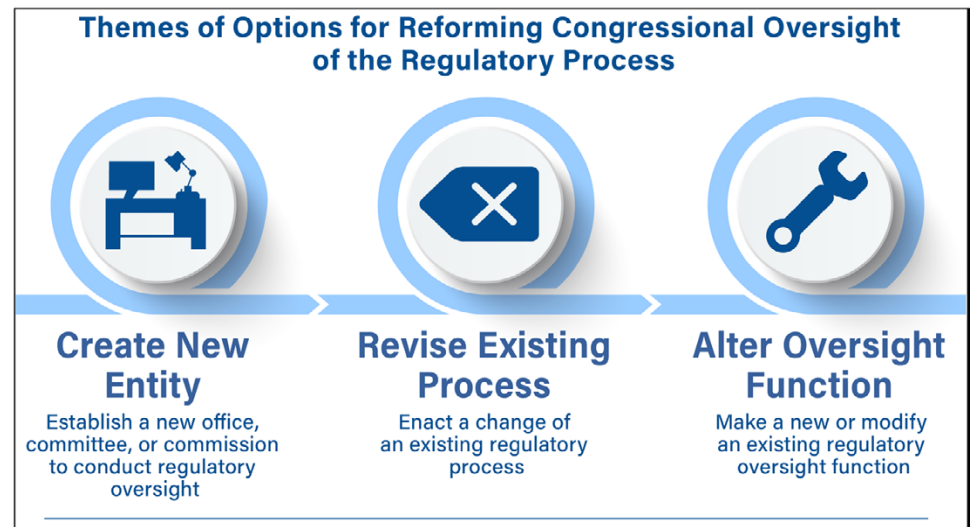 Themes of Options for Reforming Congressional Oversight
of the Regulatory Process
Create New
Entity
Establish a new office,
committee, or commission
to conduct regulatory
oversight
Revise Existing
Process
Enact a change of
an existing regulatory
process
Alter Oversight
Function
Make a new or modify
an existing regulatory
oversight function